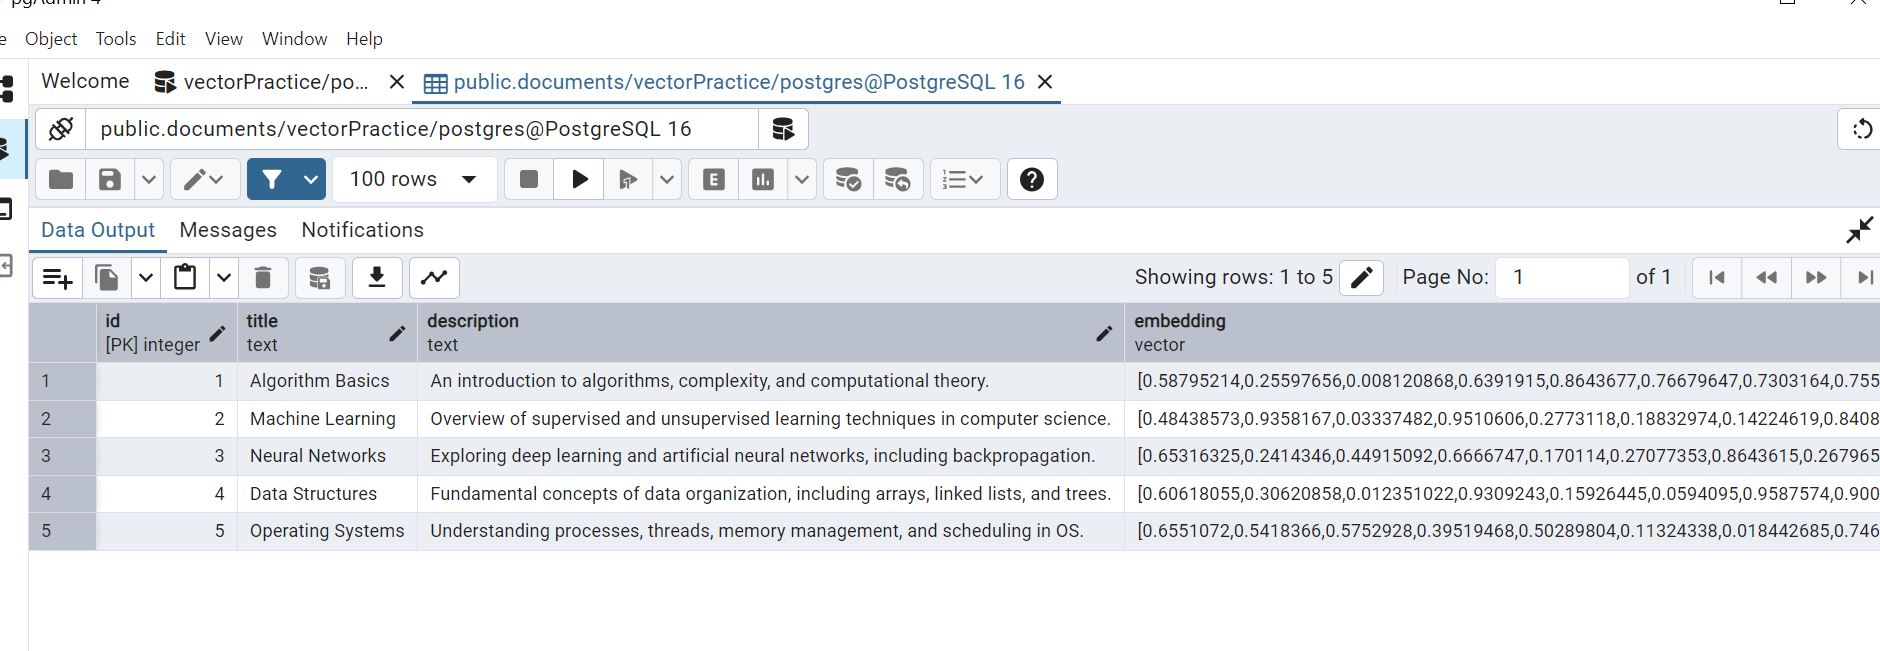 pgAdmin 4
Object Tools Edit View Window Help
Welcome vectorPractice/po... public.documents/vectorPractice/postgres@PostgreSQL 16
public.documents/vectorPractice/postgres@PostgreSQL 16
100 rows E
Data Output Messages Notifications
Showing rows: 1 to 5 Page No: 1 of 1
id title description embedding
[PK] integer text text vector
1 1 Algorithm Basics An introduction to algorithms, complexity, and computational theory. [0.58795214,0.25597656,0.008120868,0.6391915,0.8643677,0.76679647,0.7303164,0.755
2 2 Machine Learning Overview of supervised and unsupervised learning techniques in computer science. [0.48438573,0.9358167,0.03337482,0.9510606,0.2773118,0.18832974,0.14224619,0.8408
3 3 Neural Networks Exploring deep learning and artificial neural networks, including backpropagation. [0.65316325,0.2414346,0.44915092,0.6666747,0.170114,0.27077353,0.8643615,0.267965
4 4 Data Structures Fundamental concepts of data organization, including arrays, linked lists, and trees. [0.60618055,0.30620858,0.012351022,0.9309243,0.15926445,0.0594095,0.9587574,0.900
5 5 Operating Systems Understanding processes, threads, memory management, and scheduling in OS. [0.6551072,0.5418366,0.5752928,0.39519468,0.50289804,0.11324338,0.018442685,0.746